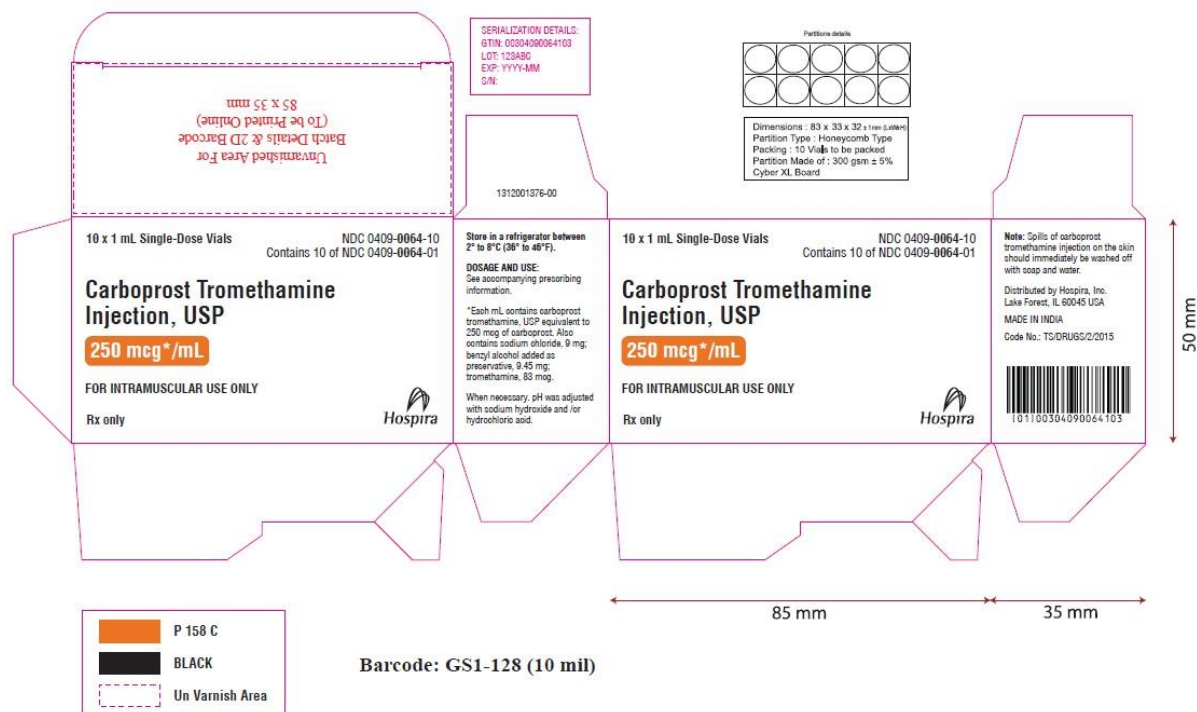 SERIALIZATION DETAILS:
GTIN: 00304090064103
LOT: 123ABC
EXP: YYYY-MM
S/N:
Partitions details
Dimensions : 83 x 33 x 32 ± 1mm (LxWxH)
Partition Type : Honeycomb Type
Packing : 10 Vials to be packed
Partition Made of : 300 gsm ± 5%
Cyber XL Board
Unvarnished Area For
Batch Details & 2D Barcode
(To be Printed Online)
85 x 35 mm
1312001376-00
10 x 1 mL Single-Dose Vials
NDC 0409-0064-10
Contains 10 of NDC 0409-0064-01
Carboprost Tromethamine
Injection, USP
250 mcg*/mL
FOR INTRAMUSCULAR USE ONLY
Rx only
Hospira
Store in a refrigerator between
2° to 8°C (36° to 46°F).
DOSAGE AND USE:
See accompanying prescribing
information.
*Each mL contains carboprost
tromethamine, USP equivalent to
250 mcg of carboprost. Also
contains sodium chloride, 9 mg;
benzyl alcohol added as
preservative, 9.45 mg;
tromethamine, 83 mcg.
When necessary, pH was adjusted
with sodium hydroxide and /or
hydrochloric acid.
10 x 1 mL Single-Dose Vials
NDC 0409-0064-10
Contains 10 of NDC 0409-0064-01
Carboprost Tromethamine
Injection, USP
250 mcg*/mL
FOR INTRAMUSCULAR USE ONLY
Rx only
Hospira
Note: Spills of carboprost
tromethamine injection on the skin
should immediately be washed off
with soap and water.
Distributed by Hospira, Inc.
Lake Forest, IL 60045 USA
MADE IN INDIA
Code No.: TS/DRUGS/2/2015
(01)00304090064103
50 mm
85 mm
35 mm
P 158 C
BLACK
Un Varnish Area
Barcode: GS1-128 (10 mil)